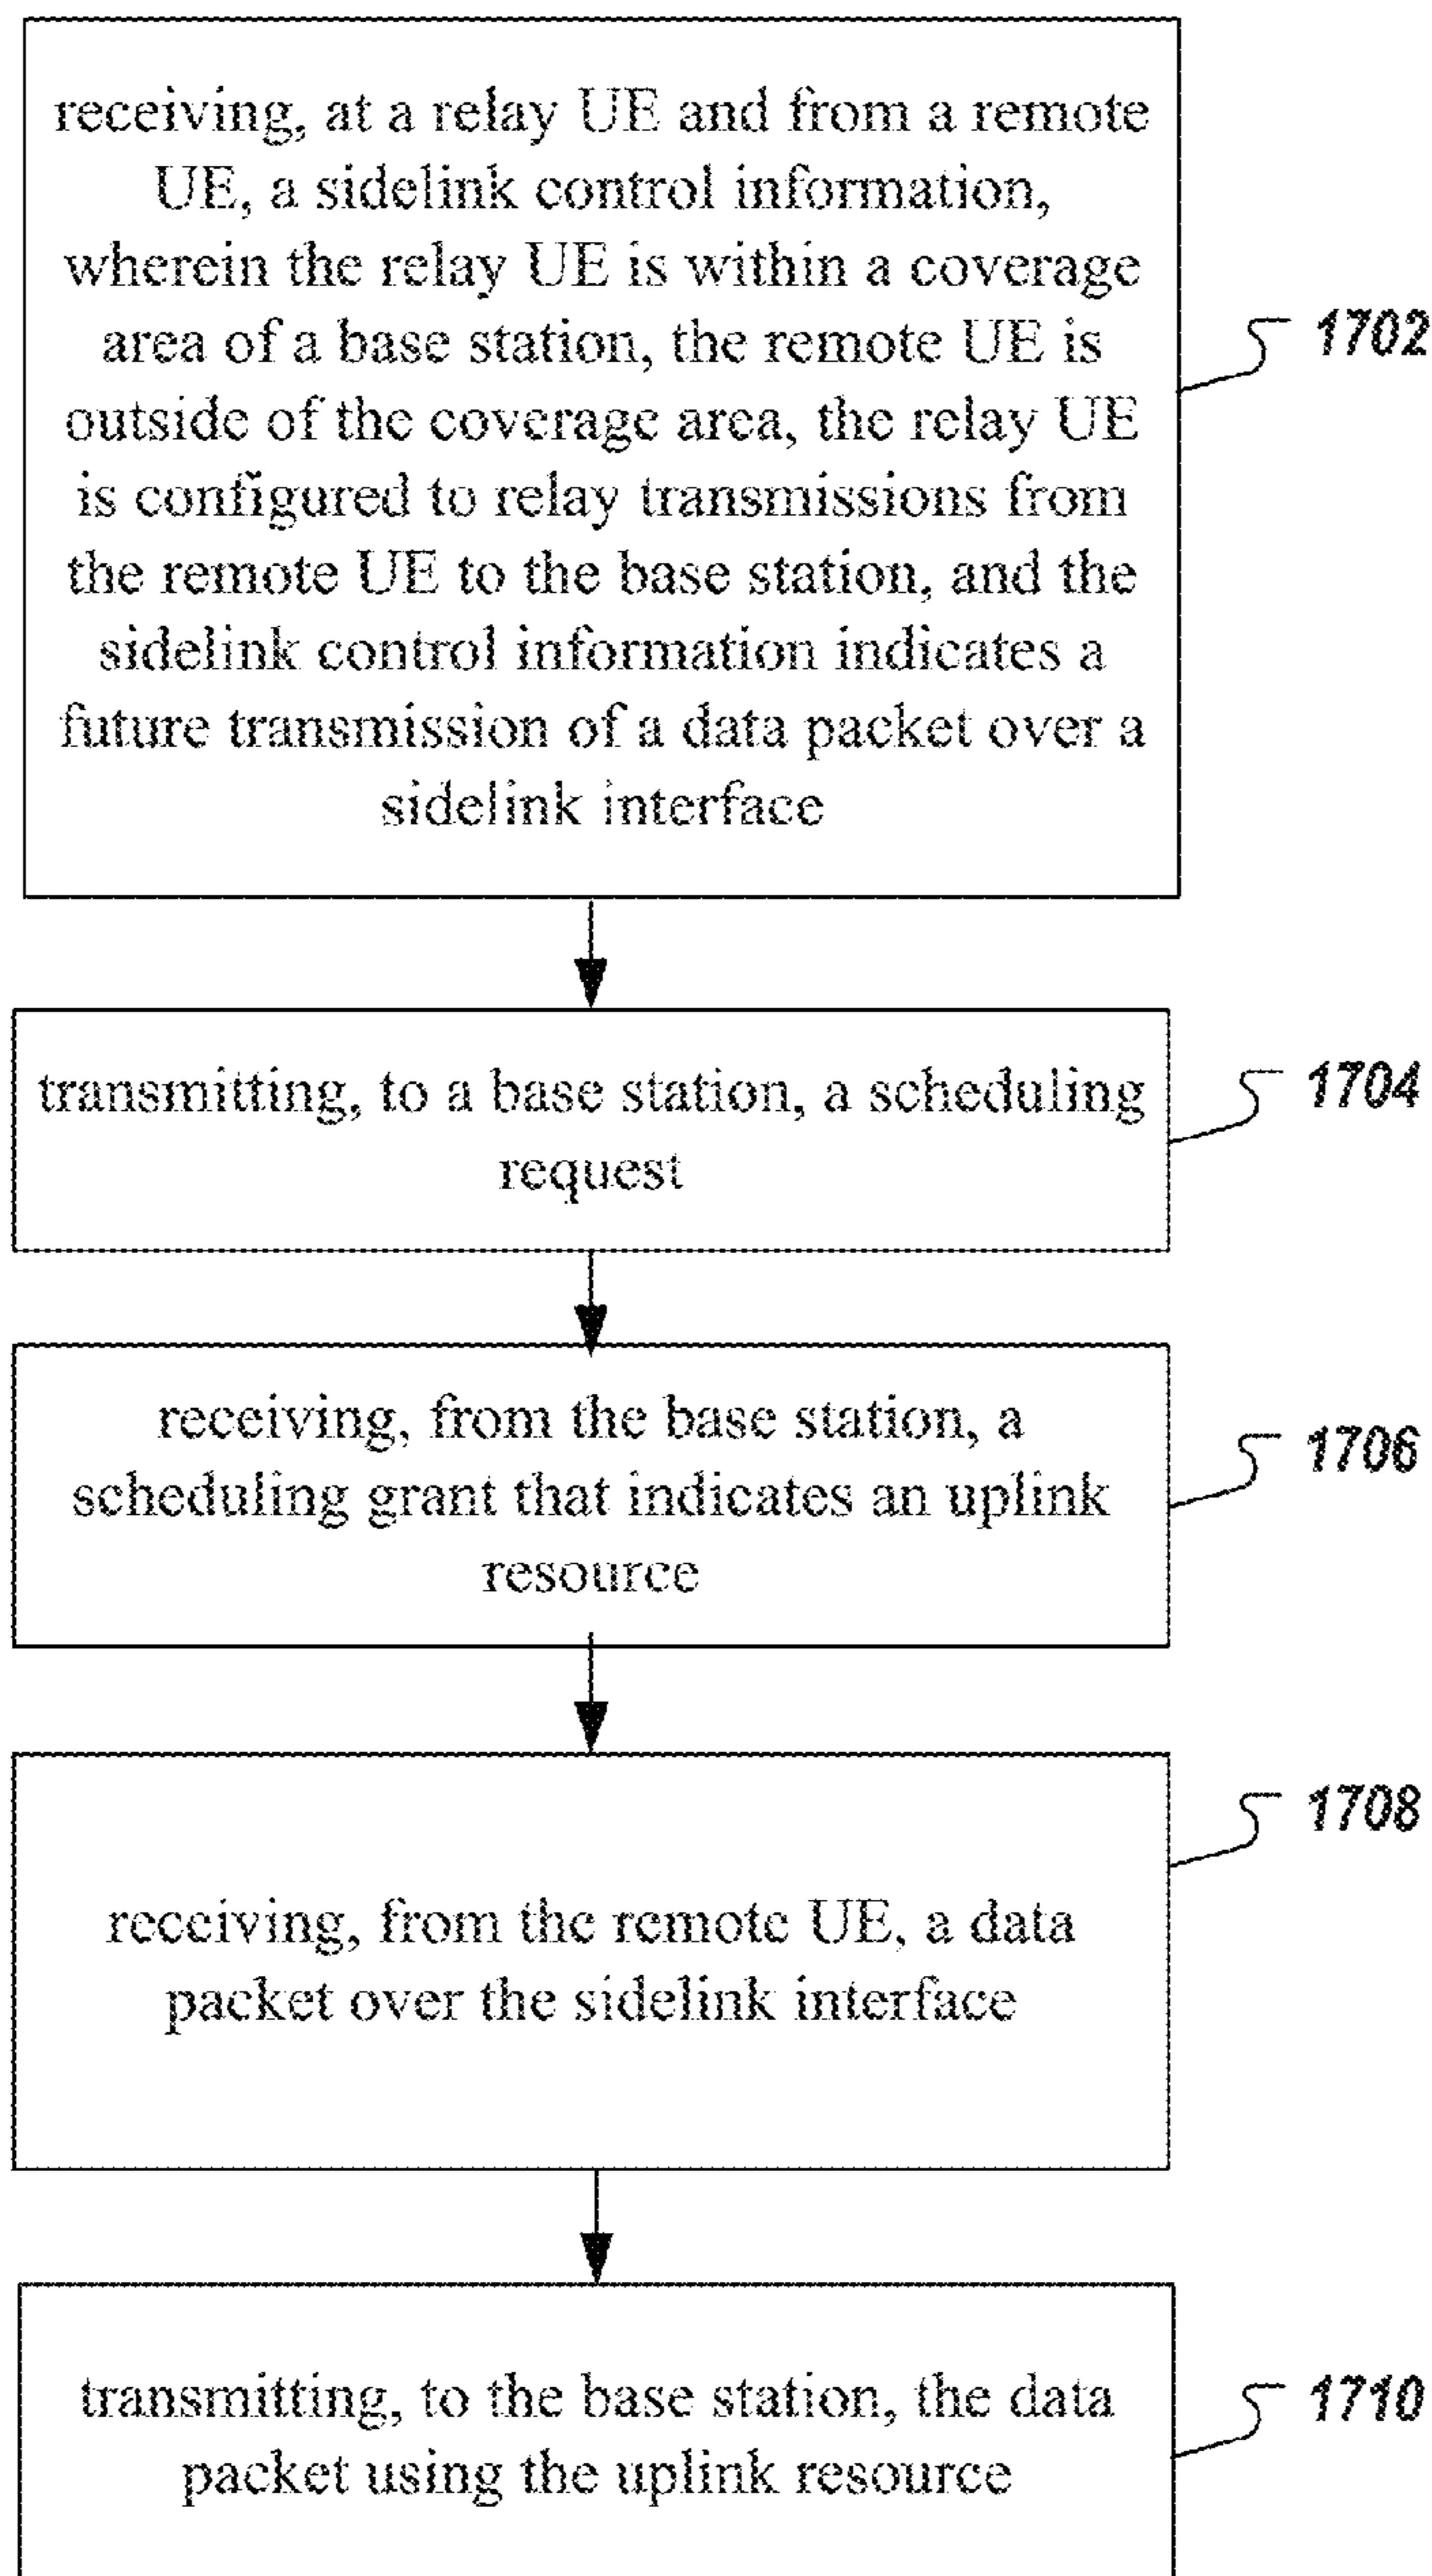 receiving, at a relay UE and from a remote
UE, a sidelink control information,
wherein the relay UE is within a coverage
area of a base station, the remote UE is
outside of the coverage area, the relay UE
is configured to relay transmissions from
the remote UE to the base station, and the
sidelink control information indicates a
future transmission of a data packet over a
sidelink interface
1702
transmitting, to a base station, a scheduling
request
1704
receiving, from the base station, a
scheduling grant that indicates an uplink
resource
1706
receiving, from the remote UE, a data
packet over the sidelink interface
1708
transmitting, to the base station, the data
packet using the uplink resource
1710